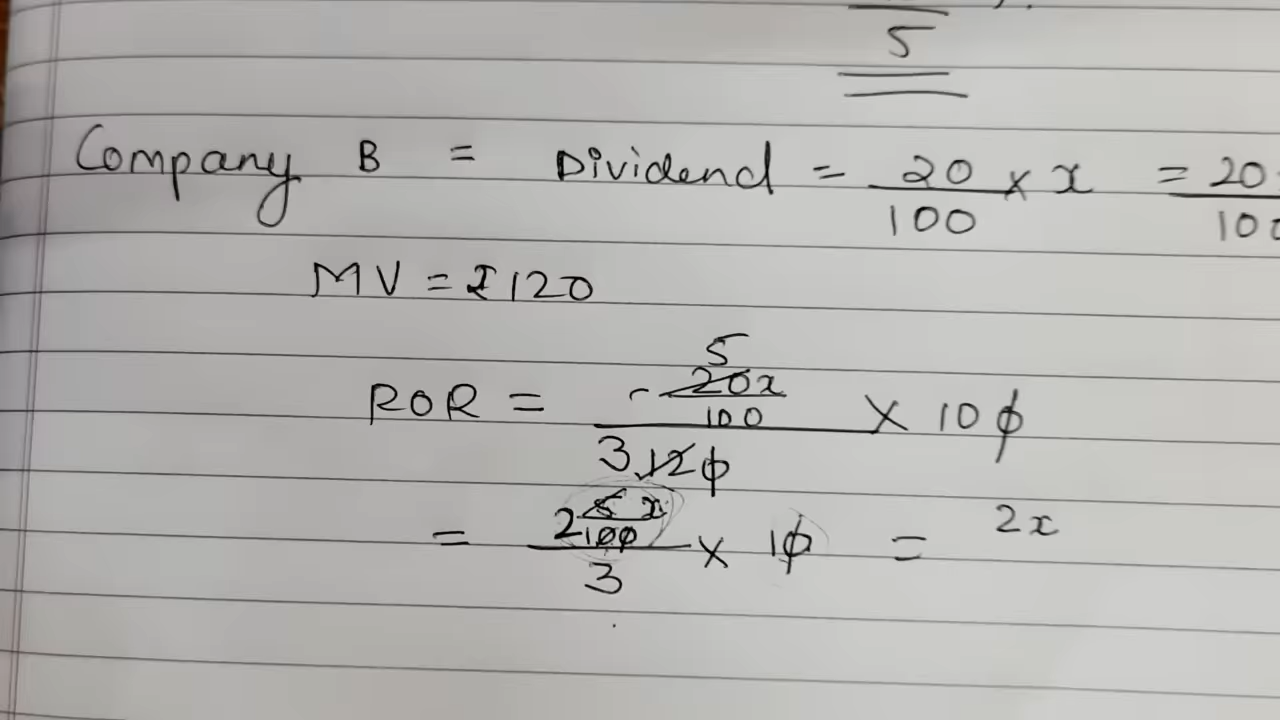 5
Company B = Dividend = 20/100 × x = 20/100
MV = ₹120
5
ROR = 20x/100 / 3 120 × 100
= 2 5x/100 / 3 × 10 = 2x